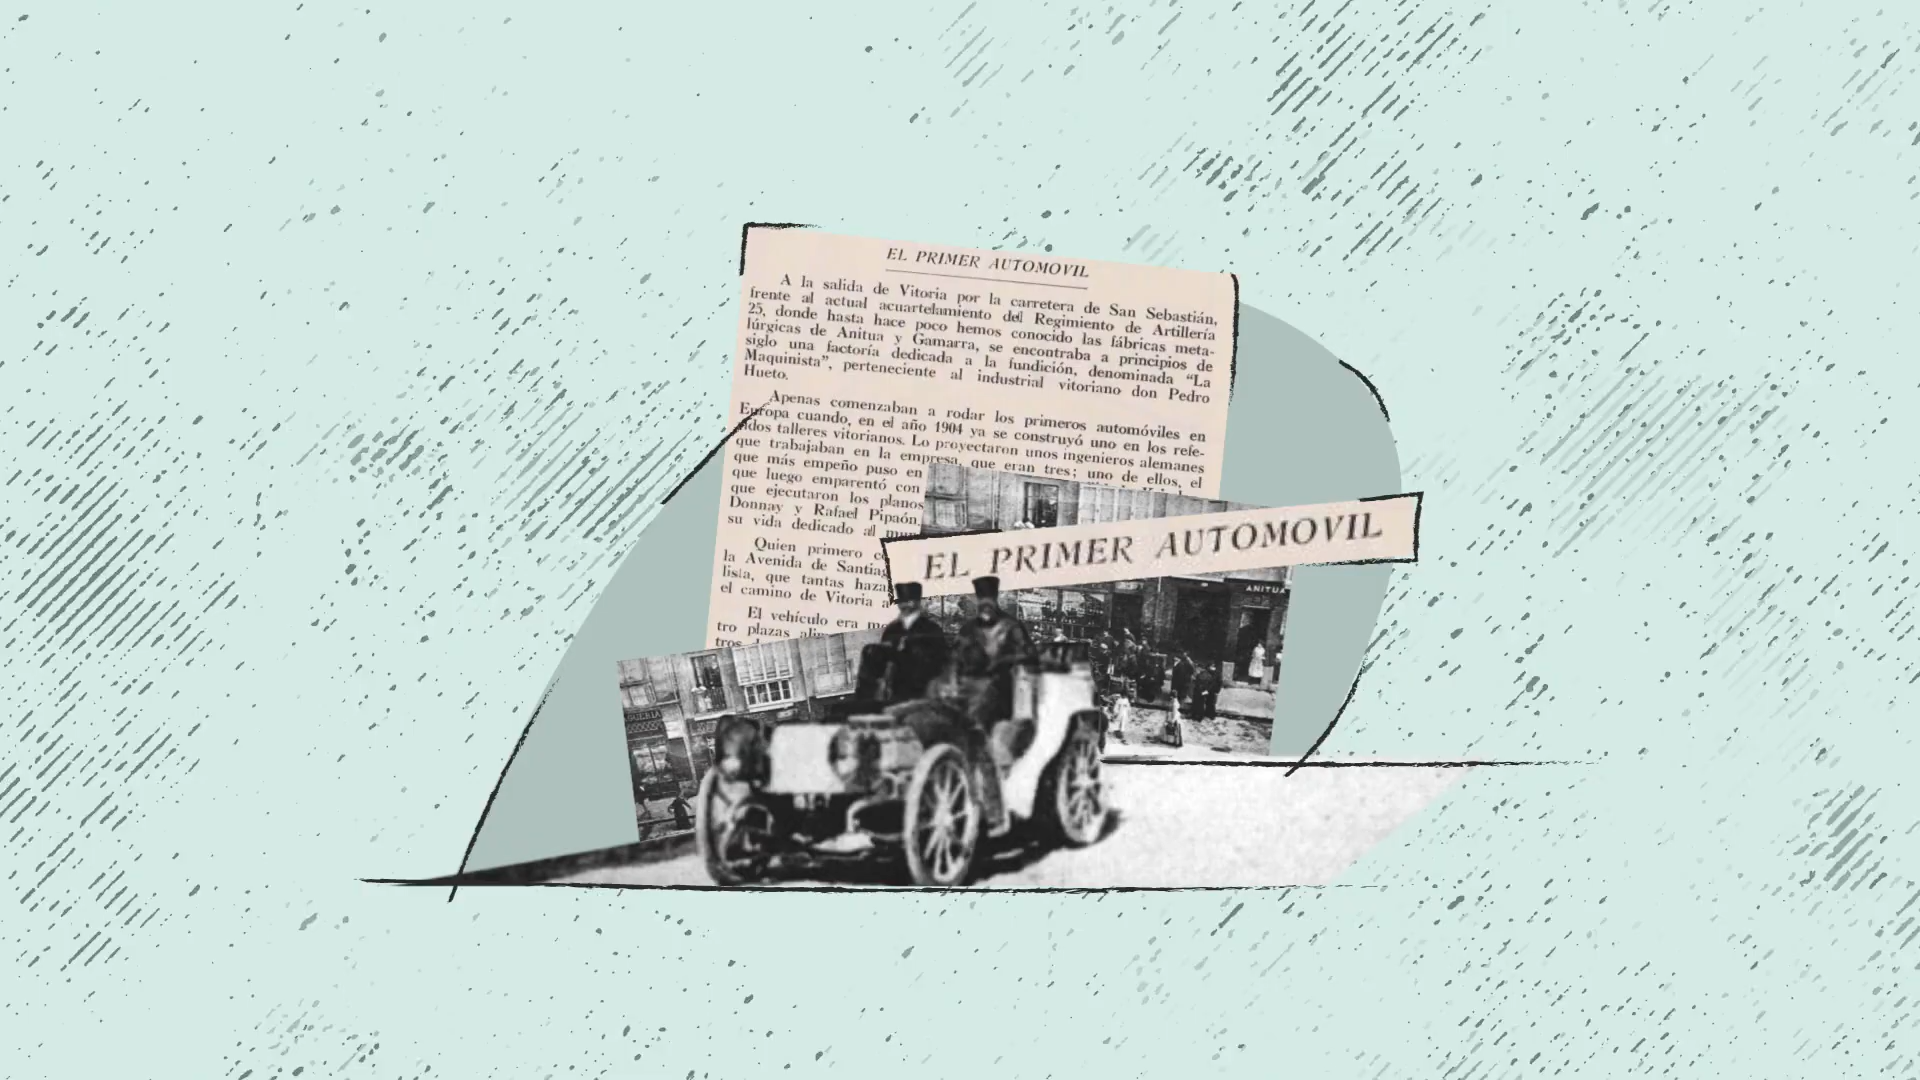 EL PRIMER AUTOMOVIL
A la salida de Vitoria por la carretera de San Sebastián,
frente al actual acuartelamiento del Regimiento de Artillería
25, donde hasta hace poco hemos conocido las fábricas meta-
lúrgicas de Anitua y Gamarra, se encontraba a principios de
siglo una factoría dedicada a la fundición, denominada “La
Maquinista”, perteneciente al industrial vitoriano don Pedro
Hueto.
Apenas comenzaban a rodar los primeros automóviles en
Europa cuando, en el año 1904 ya se construyó uno en los refe-
ridos talleres vitorianos. Lo proyectaron unos ingenieros alemanes
que trabajaban en la empresa, que eran tres; uno de ellos, el
que más empeño puso en
que luego emparentó con
que ejecutaron los planos
Donnay y Rafael Pipaón,
su vida dedicado al
Quien primero
la Avenida de
lista, que tantas
el camino de Vitoria a
El vehículo era
tro plazas
EL PRIMER AUTOMOVIL
ANITUA